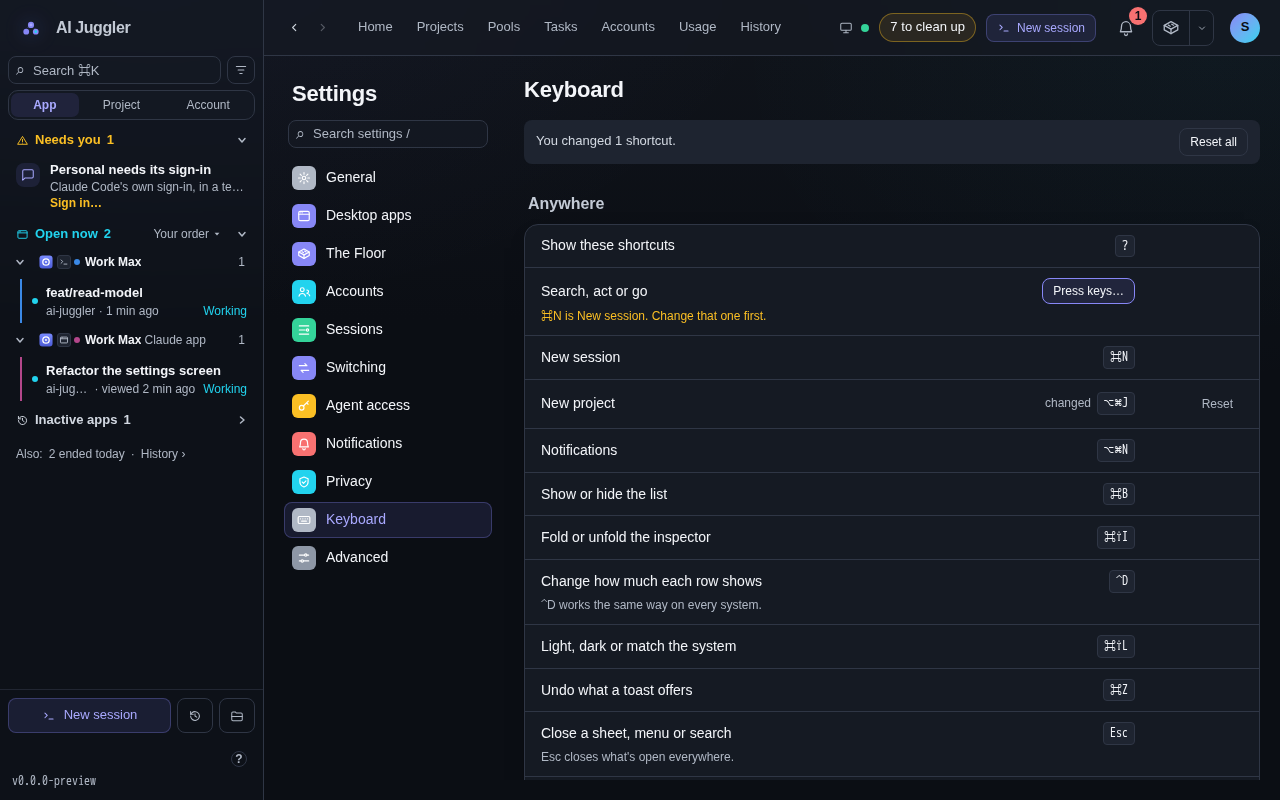 AI Juggler
Search ⌘K
App Project Account
Needs you 1
Personal needs its sign-in
Claude Code's own sign-in, in a te…
Sign in…
Open now 2 Your order
Work Max 1
feat/read-model
ai-juggler · 1 min ago Working
Work Max Claude app 1
Refactor the settings screen
ai-jug… · viewed 2 min ago Working
Inactive apps 1
Also: 2 ended today · History ›
New session
?
v0.0.0-preview
Home Projects Pools Tasks Accounts Usage History
7 to clean up
New session
1
S
Settings
Search settings /
General
Desktop apps
The Floor
Accounts
Sessions
Switching
Agent access
Notifications
Privacy
Keyboard
Advanced
Keyboard
You changed 1 shortcut. Reset all
Anywhere
Show these shortcuts ?
Search, act or go Press keys…
⌘N is New session. Change that one first.
New session ⌘N
New project changed ⌥⌘J Reset
Notifications ⌥⌘N
Show or hide the list ⌘B
Fold or unfold the inspector ⌘⇧I
Change how much each row shows ^D
^D works the same way on every system.
Light, dark or match the system ⌘⇧L
Undo what a toast offers ⌘Z
Close a sheet, menu or search Esc
Esc closes what's open everywhere.